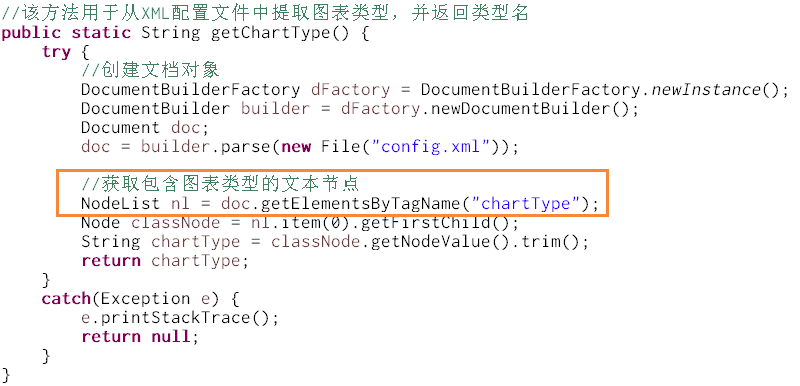 //该方法用于从XML配置文件中提取图表类型，并返回类型名
public static String getChartType() {
    try {
        //创建文档对象
        DocumentBuilderFactory dFactory = DocumentBuilderFactory.newInstance();
        DocumentBuilder builder = dFactory.newDocumentBuilder();
        Document doc;
        doc = builder.parse(new File("config.xml"));

        //获取包含图表类型的文本节点
        NodeList nl = doc.getElementsByTagName("chartType");
        Node classNode = nl.item(0).getFirstChild();
        String chartType = classNode.getNodeValue().trim();
        return chartType;
    }
    catch(Exception e) {
        e.printStackTrace();
        return null;
    }
}